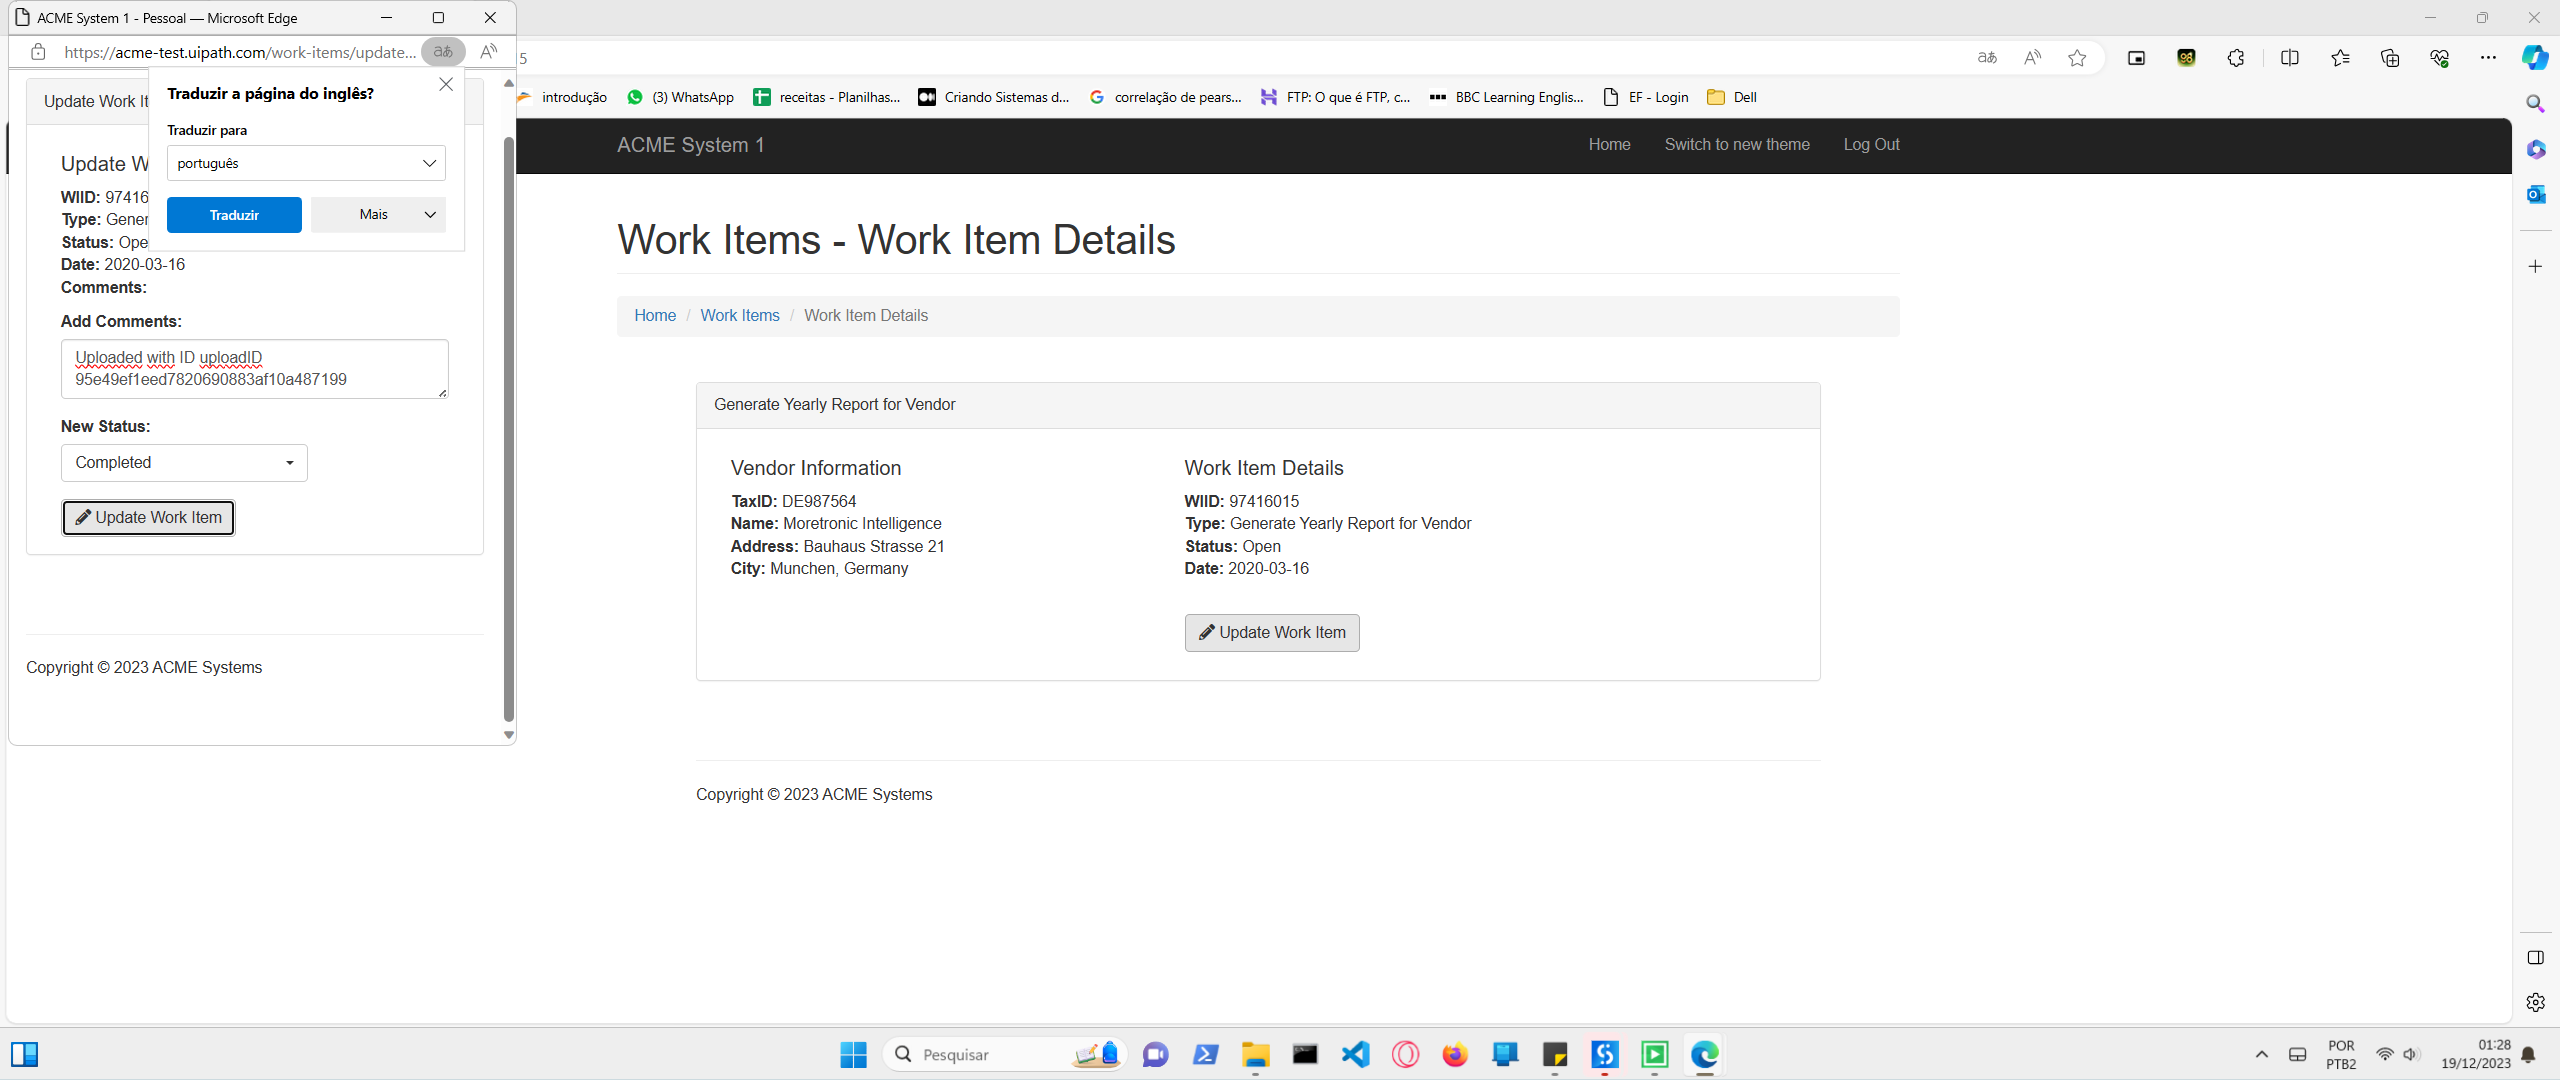 ACME System 1 - Pessoal — Microsoft Edge
https://acme-test.uipath.com/work-items/update...
Traduzir a página do inglês?
Traduzir para
português
Traduzir
Mais
Update Work It
Update W
WIID: 97416
Type: Gener
Status: Ope
Date: 2020-03-16
Comments:
Add Comments:
Uploaded with ID uploadID
95e49ef1eed7820690883af10a487199
New Status:
Completed
Update Work Item
Copyright © 2023 ACME Systems
5
introdução
(3) WhatsApp
receitas - Planilhas...
Criando Sistemas d...
correlação de pears...
FTP: O que é FTP, c...
BBC Learning Englis...
EF - Login
Dell
ACME System 1
Home
Switch to new theme
Log Out
Work Items - Work Item Details
Home / Work Items / Work Item Details
Generate Yearly Report for Vendor
Vendor Information
TaxID: DE987564
Name: Moretronic Intelligence
Address: Bauhaus Strasse 21
City: Munchen, Germany
Work Item Details
WIID: 97416015
Type: Generate Yearly Report for Vendor
Status: Open
Date: 2020-03-16
Update Work Item
Copyright © 2023 ACME Systems
Pesquisar
POR
PTB2
01:28
19/12/2023